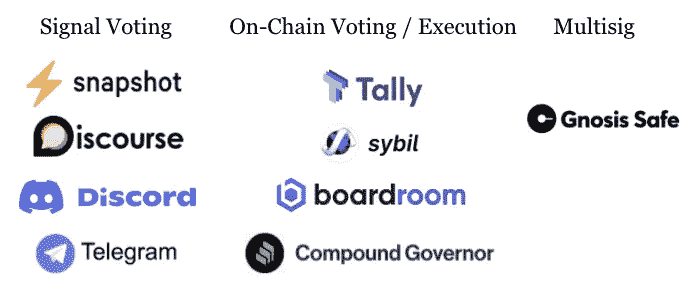 Signal Voting
On-Chain Voting / Execution
Multisig
snapshot
Discourse
Discord
Telegram
Tally
sybil
boardroom
Compound Governor
Gnosis Safe